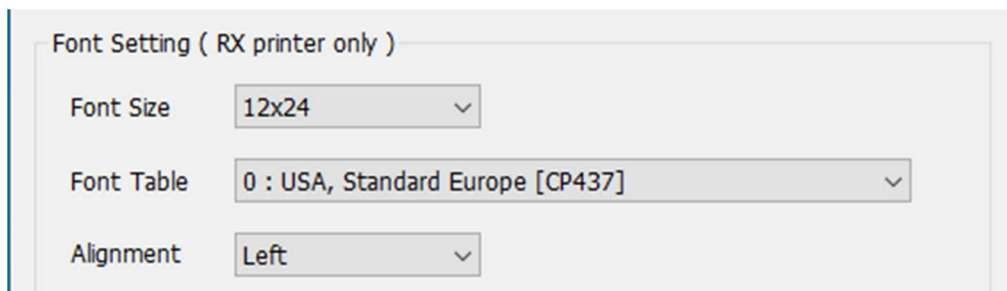 Font Setting ( RX printer only )
Font Size 12x24
Font Table 0 : USA, Standard Europe [CP437]
Alignment Left